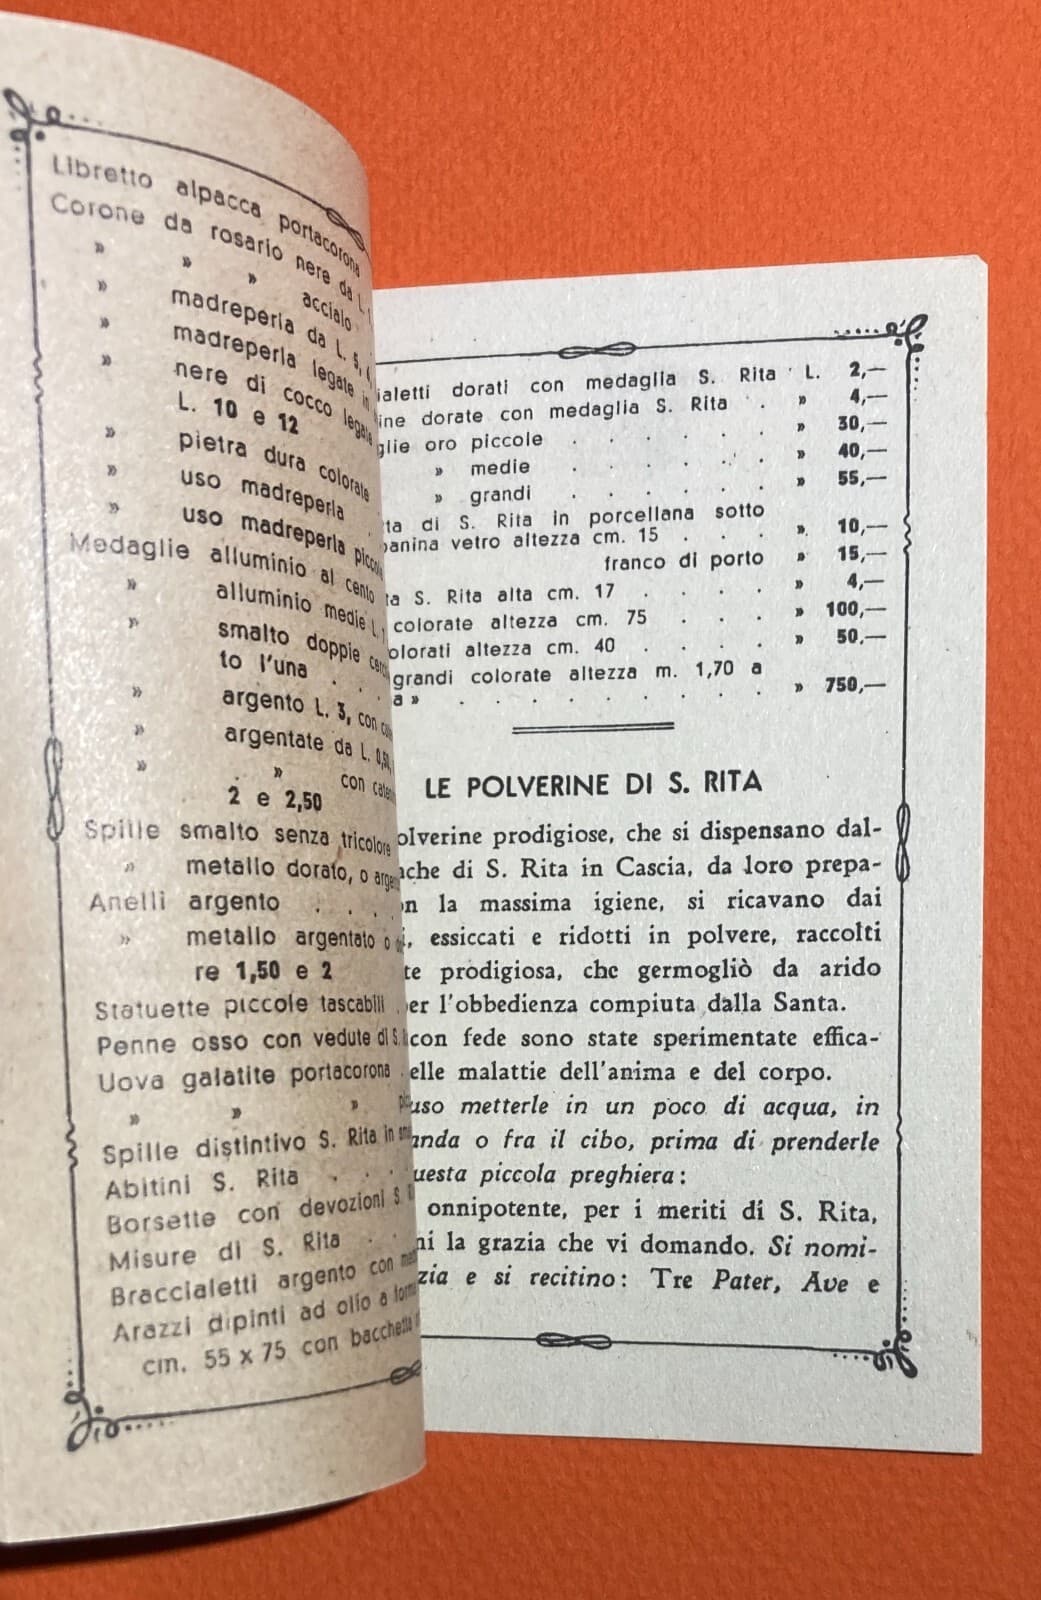 Libretto alpacca portacorona
Corone da rosario nere da L.
» » » acciaio
» madreperla da L. 5,
» madreperla legate in
» nere di cocco legate
L. 10 e 12
» pietra dura colorate
» uso madreperla
» uso madreperla
Medaglie alluminio al cento
» alluminio medie L.
» smalto doppie
to l'una . . .
» argento L. 3, con
» argentate da L. 0,50,
» » con
2 e 2,50
Spille smalto senza tricolore
» metallo dorato, o
Anelli argento . . . .
» metallo argentato o
re 1,50 e 2
Statuette piccole tascabili
Penne osso con vedute di S.
Uova galatite portacorona
» » »
Spille distintivo S. Rita in
Abitini S. Rita . .
Borsette con devozioni S.
Misure di S. Rita . .
Braccialetti argento con
Arazzi dipinti ad olio a
cm. 55 x 75 con bacchetta
ialetti dorati con medaglia S. Rita L. 2,—
ine dorate con medaglia S. Rita . » 4,—
glie oro piccole . . . . . » 30,—
» medie . . . . . » 40,—
» grandi . . . . . » 55,—
ta di S. Rita in porcellana sotto
panina vetro altezza cm. 15 . . . » 10,—
franco di porto » 15,—
ta S. Rita alta cm. 17 . . . . » 4,—
colorate altezza cm. 75 . . . » 100,—
olorati altezza cm. 40 . . . . » 50,—
grandi colorate altezza m. 1,70 a
a » . . . . . . . . » 750,—
LE POLVERINE DI S. RITA
olverine prodigiose, che si dispensano dal-
ache di S. Rita in Cascia, da loro prepa-
on la massima igiene, si ricavano dai
i, essiccati e ridotti in polvere, raccolti
te prodigiosa, che germogliò da arido
per l'obbedienza compiuta dalla Santa.
con fede sono state sperimentate effica-
elle malattie dell'anima e del corpo.
uso metterle in un poco di acqua, in
anda o fra il cibo, prima di prenderle
uesta piccola preghiera:
onnipotente, per i meriti di S. Rita,
mi la grazia che vi domando. Si nomi-
zia e si recitino: Tre Pater, Ave e